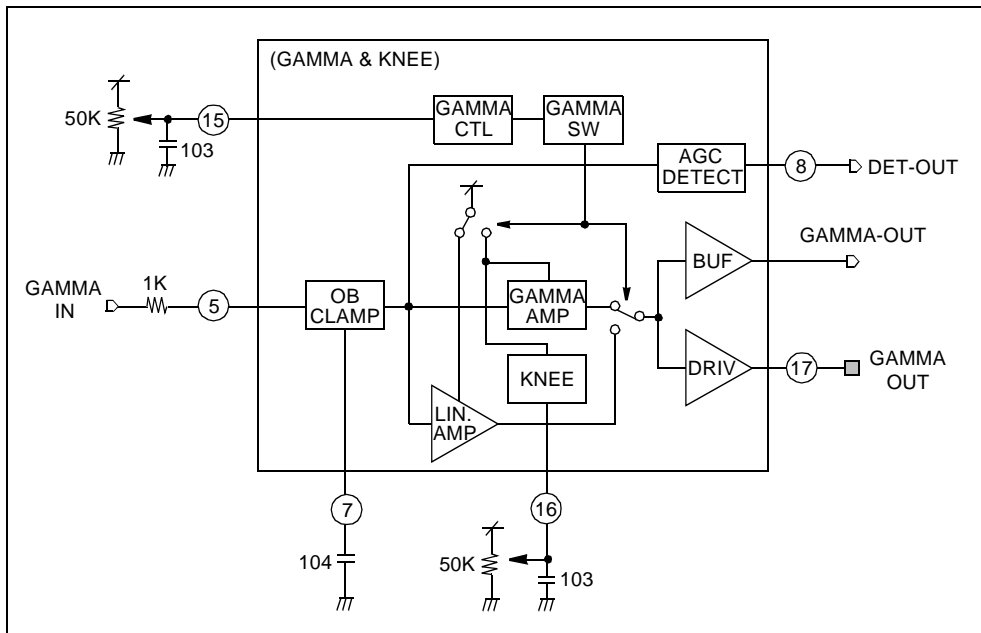 (GAMMA & KNEE)
50K
15
103
GAMMA
CTL
GAMMA
SW
AGC
DETECT
8
DET-OUT
GAMMA
IN
1K
5
OB
CLAMP
GAMMA
AMP
BUF
GAMMA-OUT
KNEE
LIN.
AMP
DRIV
17
GAMMA
OUT
7
104
16
50K
103